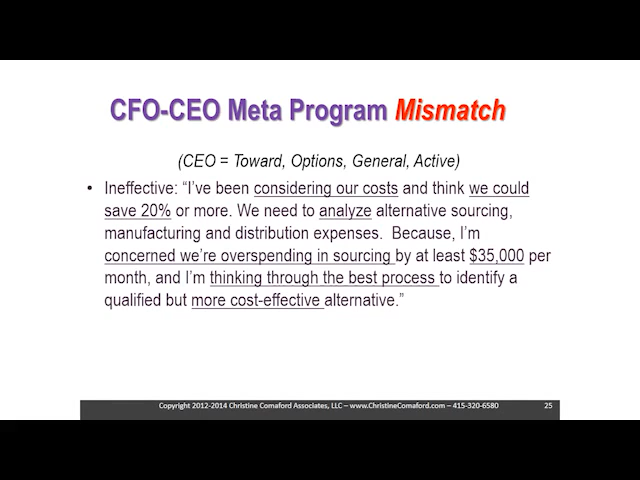 CFO-CEO Meta Program Mismatch
(CEO = Toward, Options, General, Active)
• Ineffective: “I’ve been considering our costs and think we could
save 20% or more. We need to analyze alternative sourcing,
manufacturing and distribution expenses. Because, I’m
concerned we’re overspending in sourcing by at least $35,000 per
month, and I’m thinking through the best process to identify a
qualified but more cost-effective alternative.”
Copyright 2012-2014 Christine Comaford Associates, LLC – www.ChristineComaford.com – 415-320-6580 25